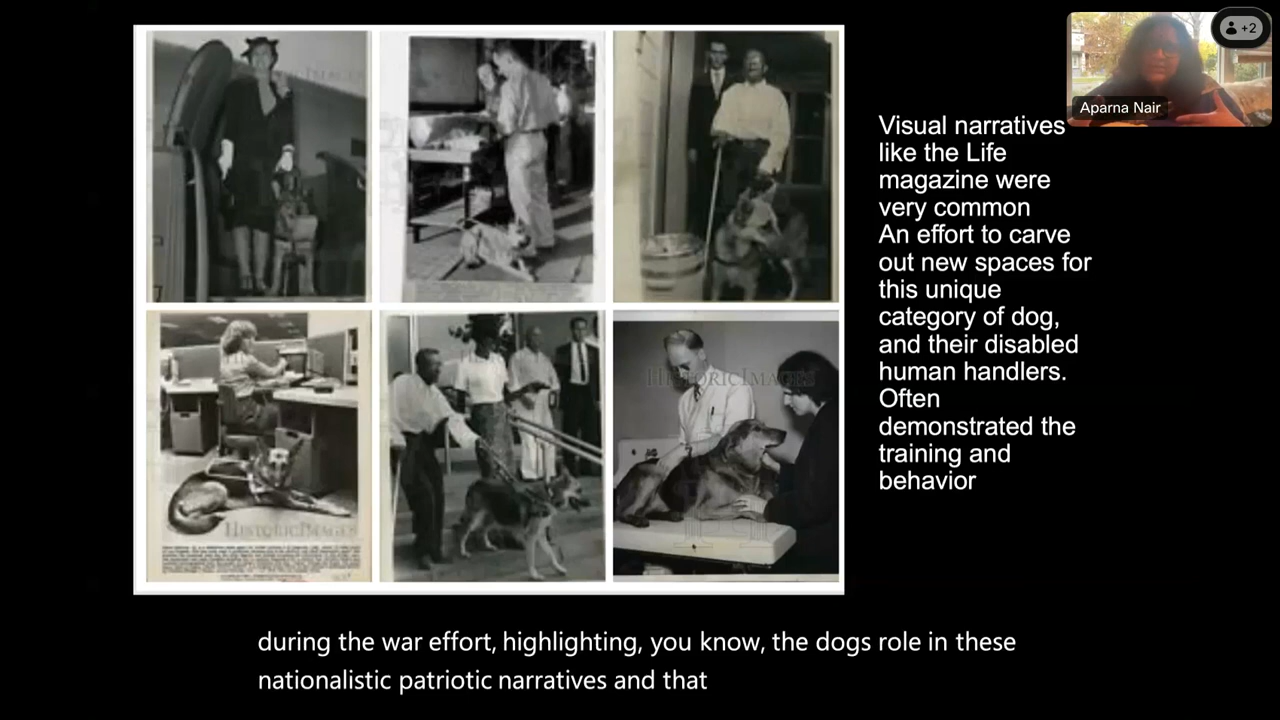 +2
Aparna Nair
Visual narratives
like the Life
magazine were
very common
An effort to carve
out new spaces for
this unique
category of dog,
and their disabled
human handlers.
Often
demonstrated the
training and
behavior
HISTORICIMAGES
during the war effort, highlighting, you know, the dogs role in these
nationalistic patriotic narratives and that